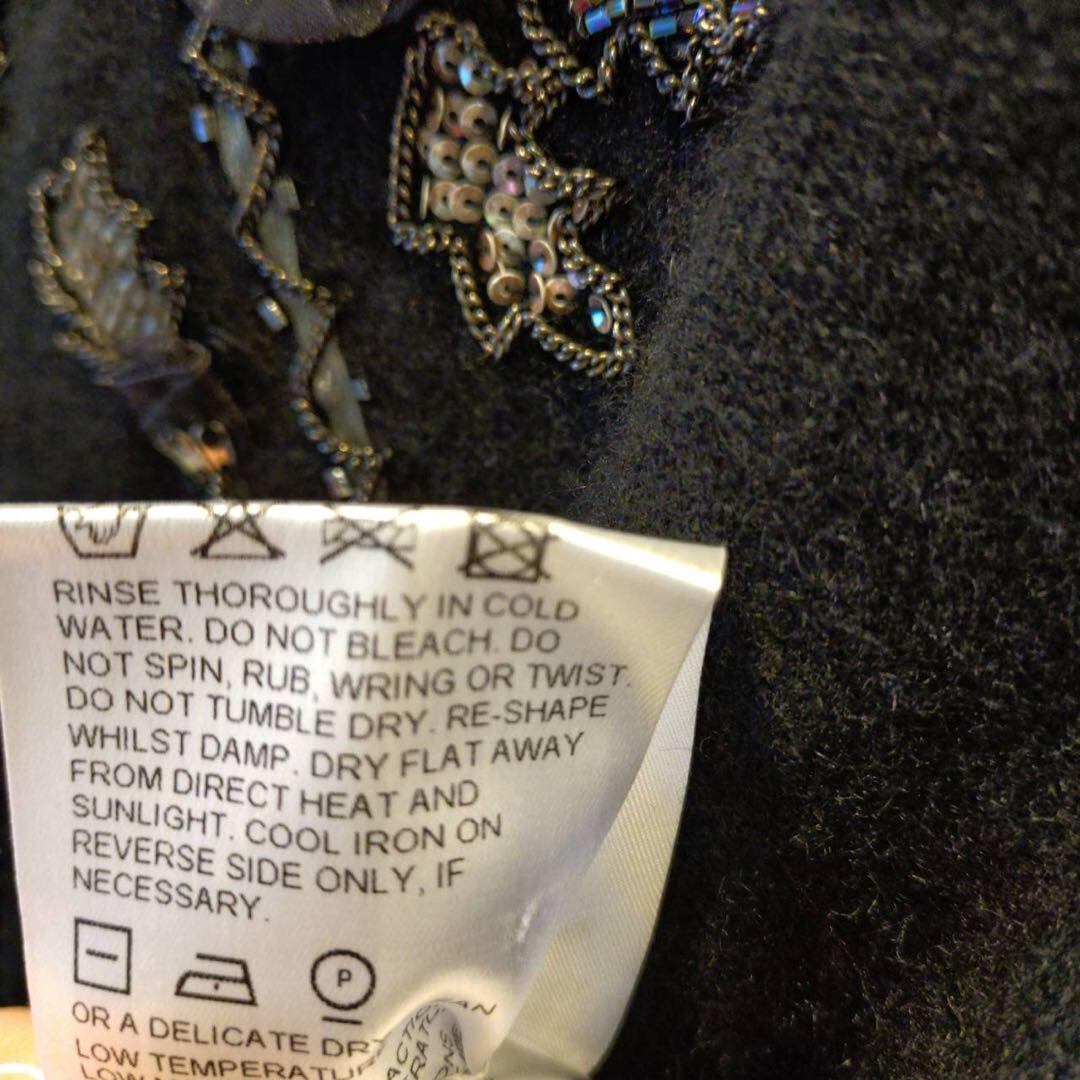 RINSE THOROUGHLY IN COLD
WATER. DO NOT BLEACH. DO
NOT SPIN, RUB, WRING OR TWIST.
DO NOT TUMBLE DRY. RE-SHAPE
WHILST DAMP. DRY FLAT AWAY
FROM DIRECT HEAT AND
SUNLIGHT. COOL IRON ON
REVERSE SIDE ONLY, IF
NECESSARY.
P
OR A DELICATE
LOW